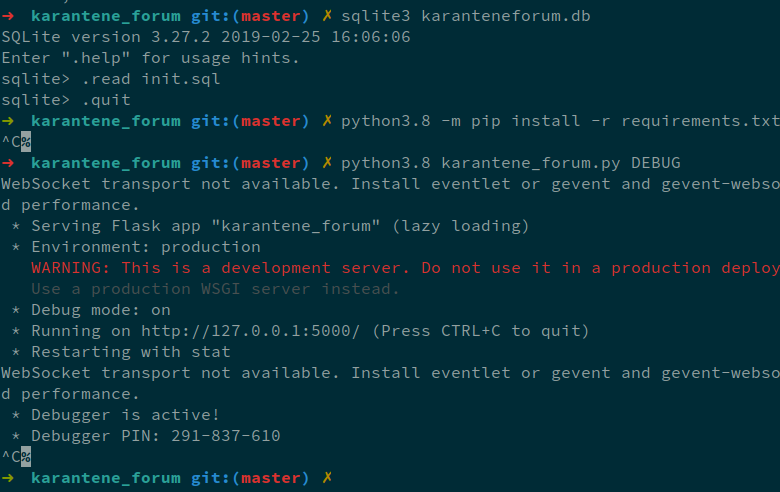 ➜  karantene_forum git:(master) ✗ sqlite3 karanteneforum.db
SQLite version 3.27.2 2019-02-25 16:06:06
Enter ".help" for usage hints.
sqlite> .read init.sql
sqlite> .quit
➜  karantene_forum git:(master) ✗ python3.8 -m pip install -r requirements.txt
^C%
➜  karantene_forum git:(master) ✗ python3.8 karantene_forum.py DEBUG
WebSocket transport not available. Install eventlet or gevent and gevent-webso
d performance.
 * Serving Flask app "karantene_forum" (lazy loading)
 * Environment: production
   WARNING: This is a development server. Do not use it in a production deploy
   Use a production WSGI server instead.
 * Debug mode: on
 * Running on http://127.0.0.1:5000/ (Press CTRL+C to quit)
 * Restarting with stat
WebSocket transport not available. Install eventlet or gevent and gevent-webso
d performance.
 * Debugger is active!
 * Debugger PIN: 291-837-610
^C%
➜  karantene_forum git:(master) ✗